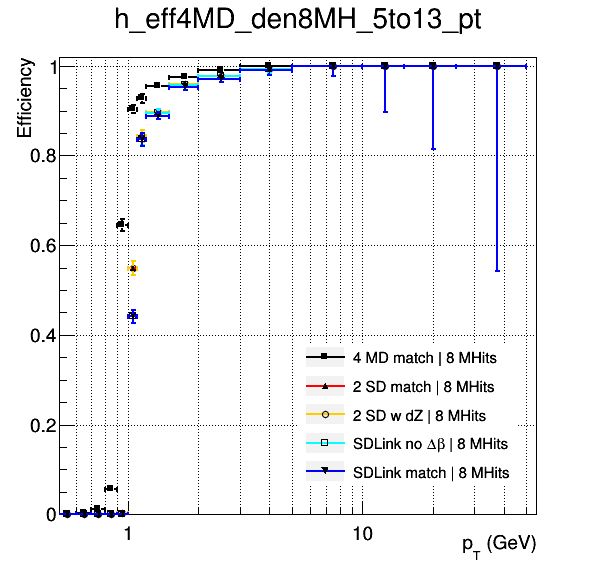 h_eff4MD_den8MH_5to13_pt
Efficiency
1
0.8
0.6
0.4
0.2
0
4 MD match | 8 MHits
2 SD match | 8 MHits
2 SD w dZ | 8 MHits
SDLink no Δβ | 8 MHits
SDLink match | 8 MHits
1
10
p_T (GeV)